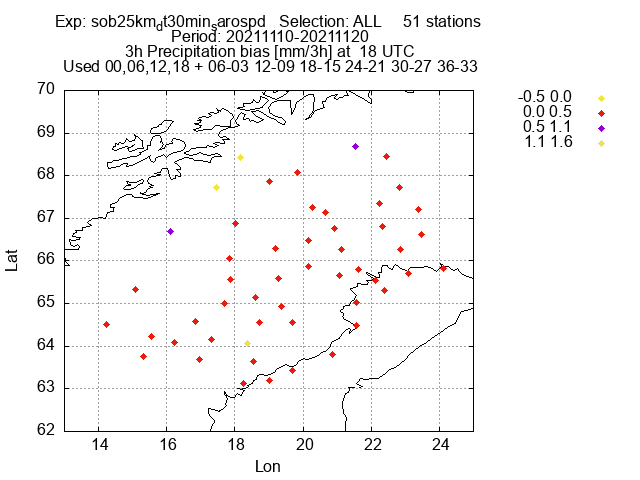 Exp: sob25km_dt30min_sarospd   Selection: ALL     51 stations
Period: 20211110-20211120
3h Precipitation bias [mm/3h] at  18 UTC
Used 00,06,12,18 + 06-03 12-09 18-15 24-21 30-27 36-33
-0.5 0.0
0.0 0.5
0.5 1.1
1.1 1.6
70
69
68
67
66
65
64
63
62
Lat
14 16 18 20 22 24
Lon